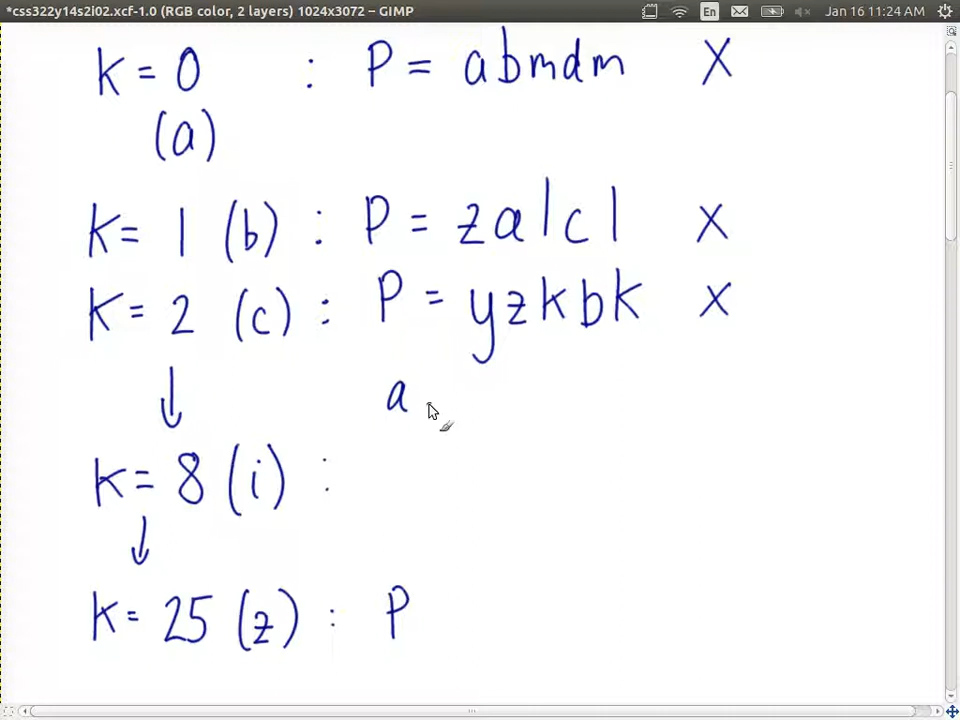 *css322y14s2i02.xcf-1.0 (RGB color, 2 layers) 1024x3072 – GIMP En Jan 16 11:24 AM
K = 0 : P = abmdm X
(a)
K = 1 (b) : P = zalcl X
K = 2 (c) : P = yzkbk X
↓ a
K = 8 (i) :
↓
K = 25 (z) : P